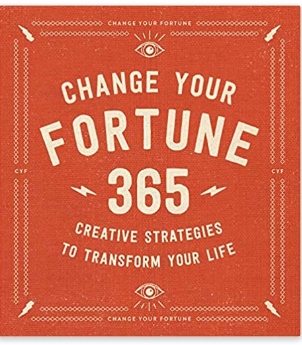 CHANGE YOUR FORTUNE
CHANGE YOUR
FORTUNE
365
CYF
CYF
CREATIVE STRATEGIES
TO TRANSFORM YOUR LIFE
CHANGE YOUR FORTUNE